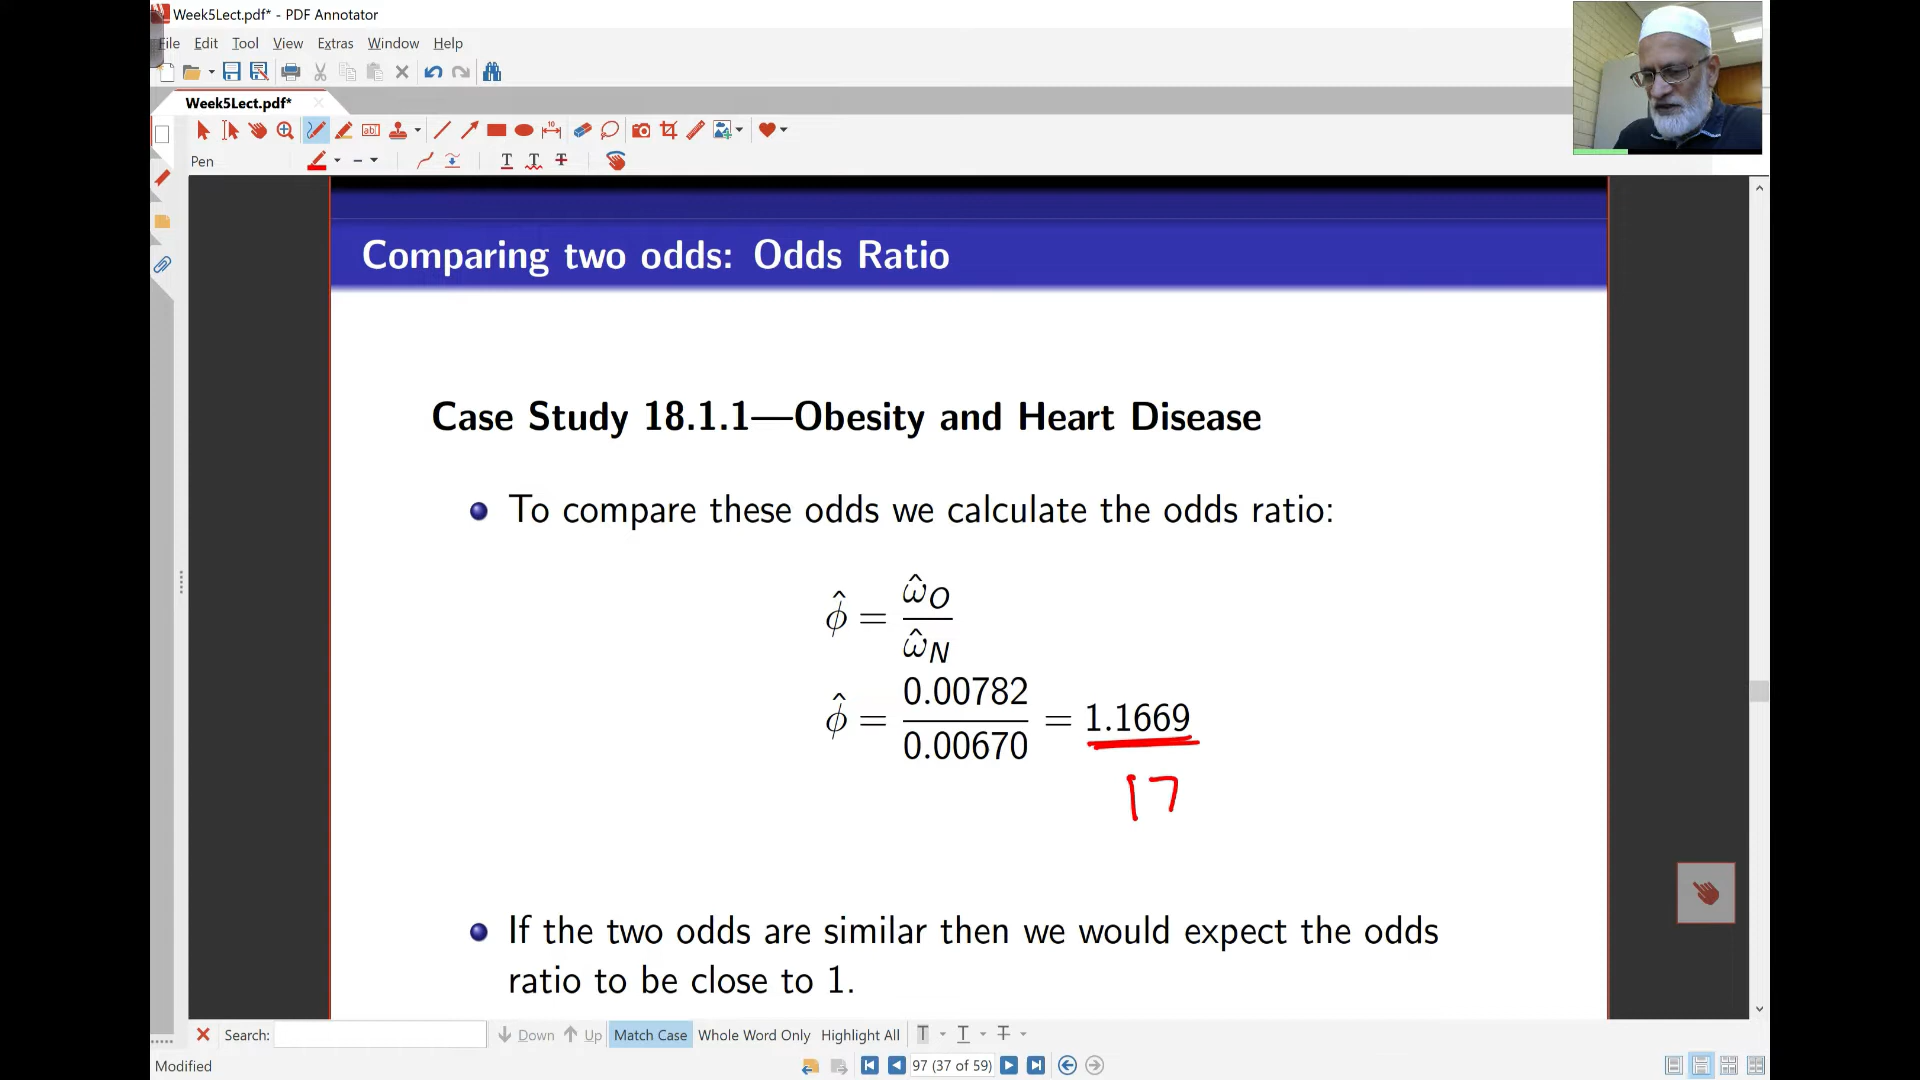 Week5Lect.pdf* - PDF Annotator
File Edit Tool View Extras Window Help
Week5Lect.pdf*
Pen
Comparing two odds: Odds Ratio
Case Study 18.1.1—Obesity and Heart Disease
To compare these odds we calculate the odds ratio:
φ̂ = ω̂_O / ω̂_N
φ̂ = 0.00782 / 0.00670 = 1.1669
17
If the two odds are similar then we would expect the odds
ratio to be close to 1.
Search: Down Up Match Case Whole Word Only Highlight All
Modified 97 (37 of 59)